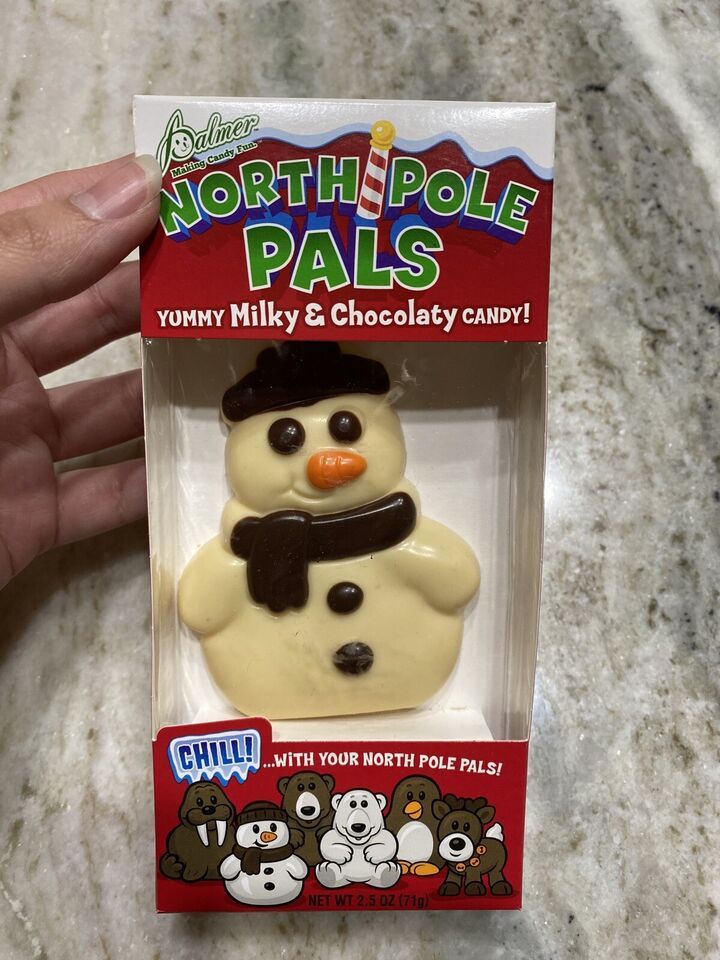 Palmer
Making Candy Fun.™
NORTH POLE
PALS
YUMMY Milky & Chocolaty CANDY!
CHILL! ...WITH YOUR NORTH POLE PALS!
NET WT 2.5 OZ (71g)